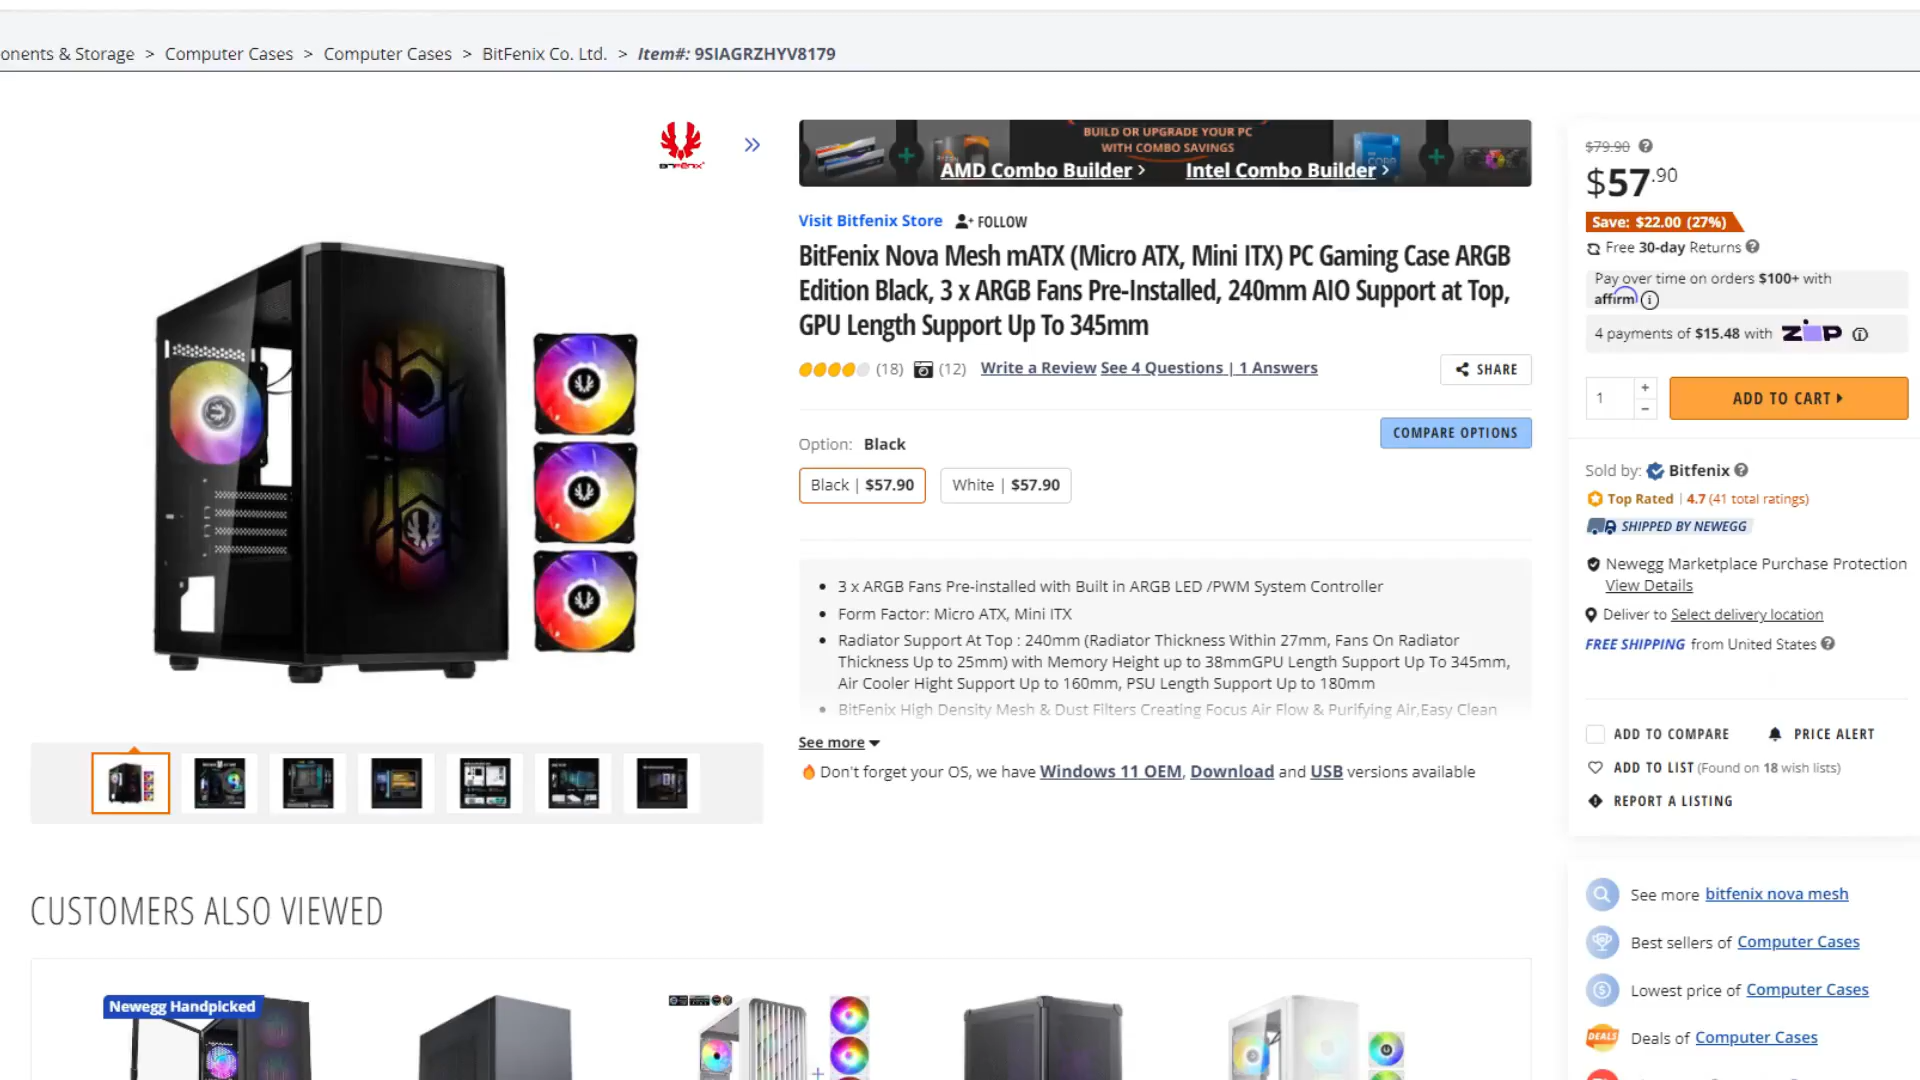 onents & Storage > Computer Cases > Computer Cases > BitFenix Co. Ltd. > Item#: 9SIAGRZHYV8179
BITFENIX
BUILD OR UPGRADE YOUR PC
WITH COMBO SAVINGS
AMD Combo Builder > Intel Combo Builder >
Visit Bitfenix Store FOLLOW
BitFenix Nova Mesh mATX (Micro ATX, Mini ITX) PC Gaming Case ARGB
Edition Black, 3 x ARGB Fans Pre-Installed, 240mm AIO Support at Top,
GPU Length Support Up To 345mm
(18) (12) Write a Review See 4 Questions | 1 Answers
SHARE
COMPARE OPTIONS
Option: Black
Black | $57.90 White | $57.90
• 3 x ARGB Fans Pre-installed with Built in ARGB LED /PWM System Controller
• Form Factor: Micro ATX, Mini ITX
• Radiator Support At Top : 240mm (Radiator Thickness Within 27mm, Fans On Radiator
Thickness Up to 25mm) with Memory Height up to 38mmGPU Length Support Up To 345mm,
Air Cooler Hight Support Up to 160mm, PSU Length Support Up to 180mm
• BitFenix High Density Mesh & Dust Filters Creating Focus Air Flow & Purifying Air,Easy Clean
See more
Don't forget your OS, we have Windows 11 OEM, Download and USB versions available
$79.90
$57.90
Save: $22.00 (27%)
Free 30-day Returns
Pay over time on orders $100+ with
affirm
4 payments of $15.48 with ZIP
1 + −
ADD TO CART
Sold by: Bitfenix
Top Rated | 4.7 (41 total ratings)
SHIPPED BY NEWEGG
Newegg Marketplace Purchase Protection
View Details
Deliver to Select delivery location
FREE SHIPPING from United States
ADD TO COMPARE PRICE ALERT
ADD TO LIST (Found on 18 wish lists)
REPORT A LISTING
See more bitfenix nova mesh
Best sellers of Computer Cases
Lowest price of Computer Cases
DEALS Deals of Computer Cases
CUSTOMERS ALSO VIEWED
Newegg Handpicked